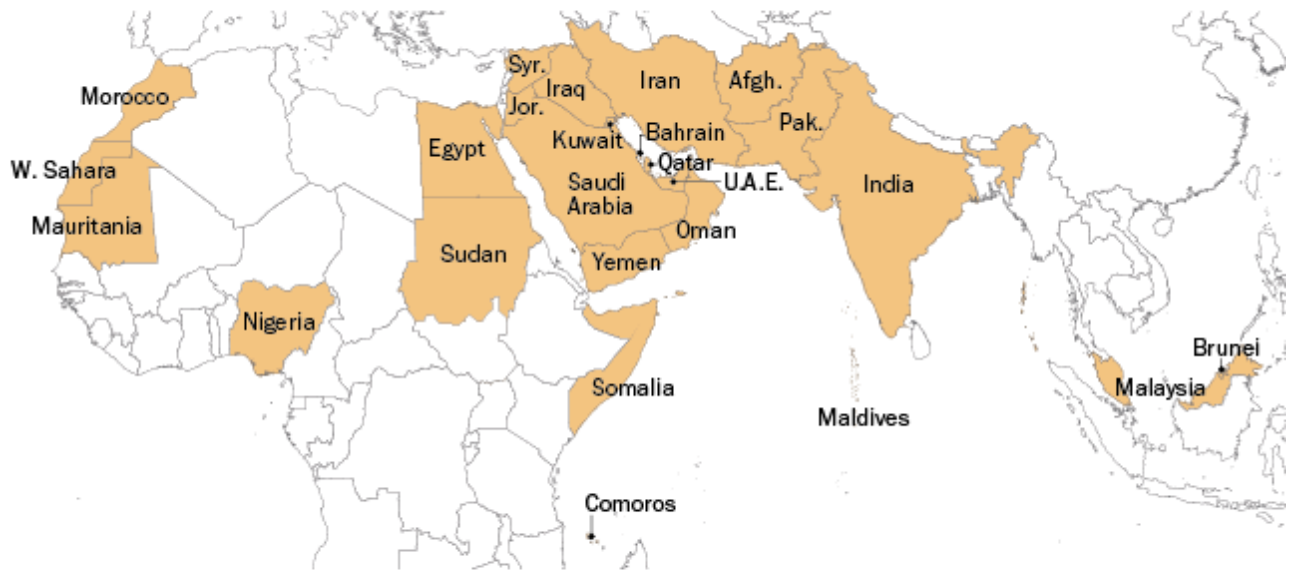 Syr.
Iraq
Iran
Afgh.
Morocco
Jor.
Pak.
Kuwait
Bahrain
Egypt
Qatar
W. Sahara
Saudi
Arabia
U.A.E.
India
Mauritania
Oman
Sudan
Yemen
Nigeria
Brunei
Somalia
Malaysia
Maldives
Comoros